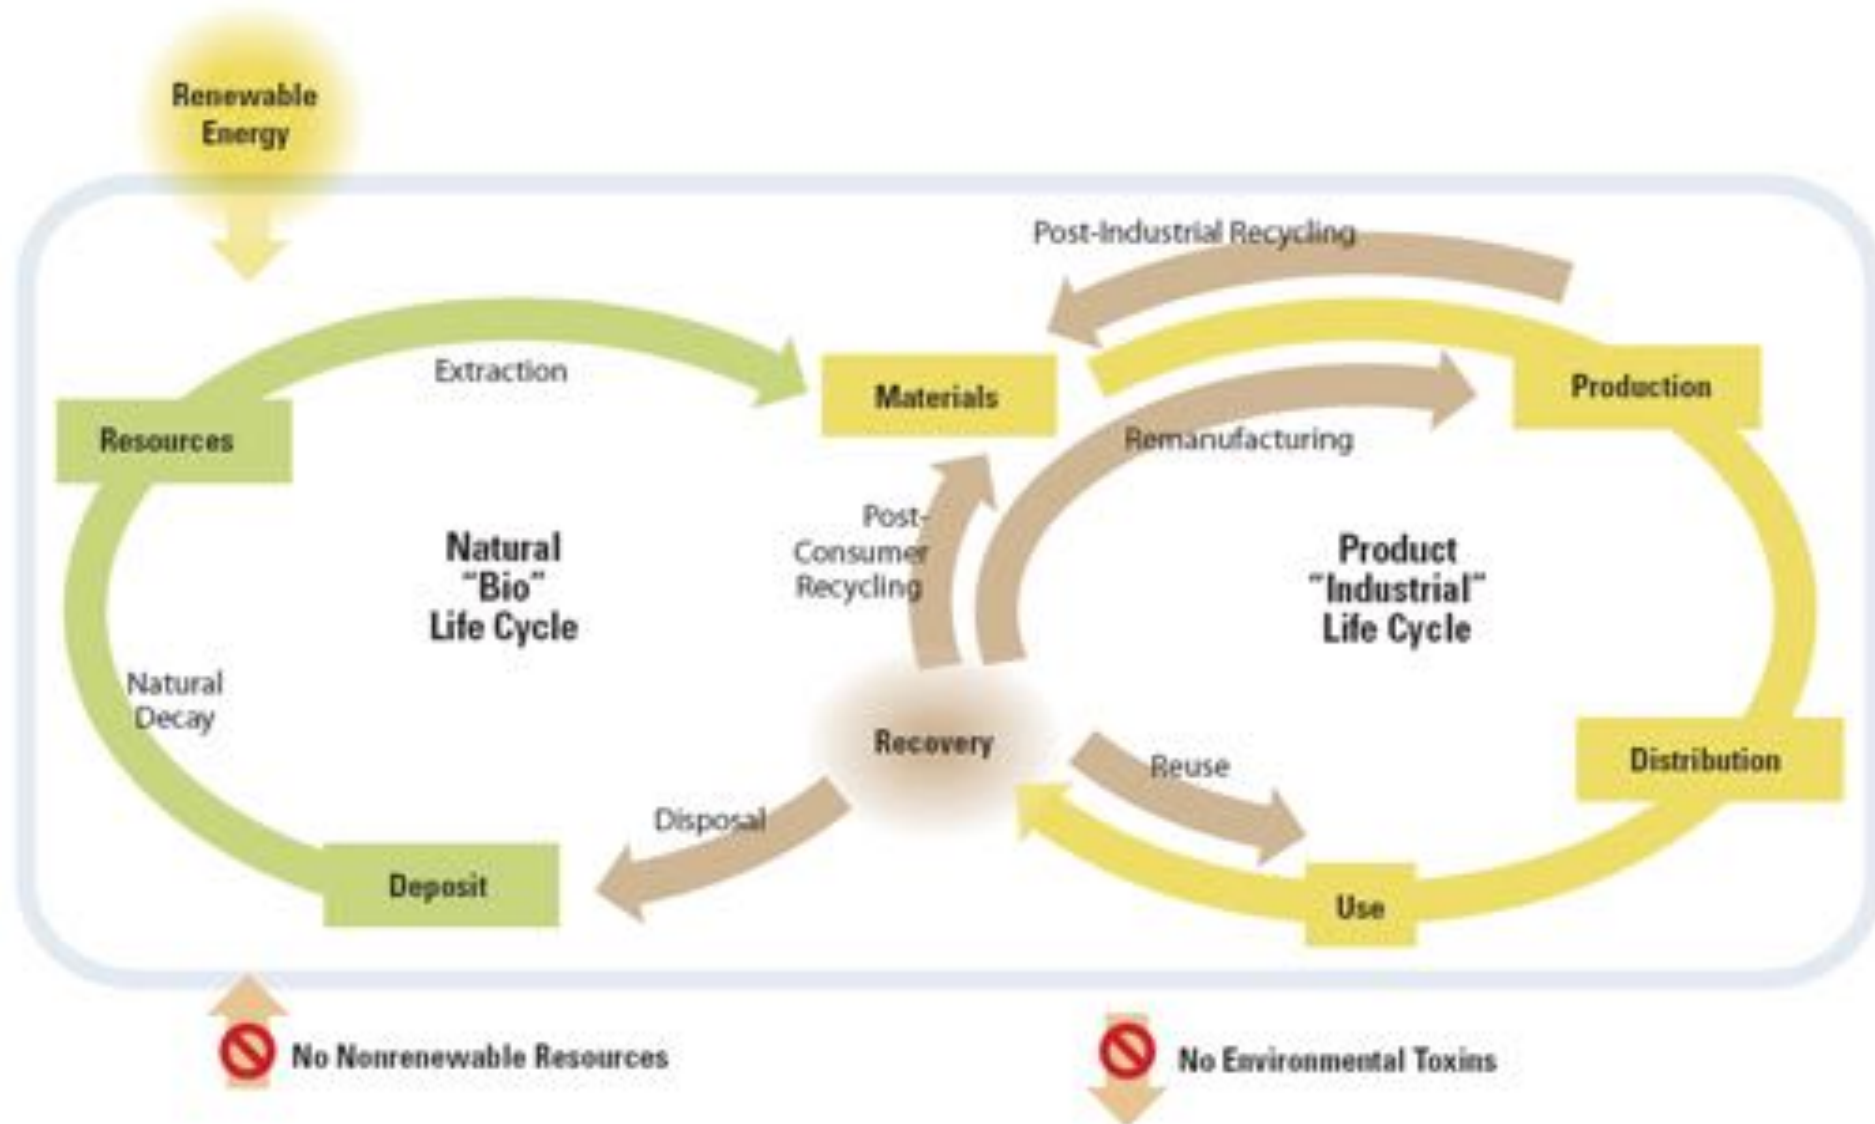 Renewable
Energy
Post-Industrial Recycling
Extraction
Materials
Production
Resources
Remanufacturing
Post-
Consumer
Recycling
Natural
"Bio"
Life Cycle
Product
"Industrial"
Life Cycle
Natural
Decay
Recovery
Reuse
Distribution
Disposal
Deposit
Use
No Nonrenewable Resources
No Environmental Toxins